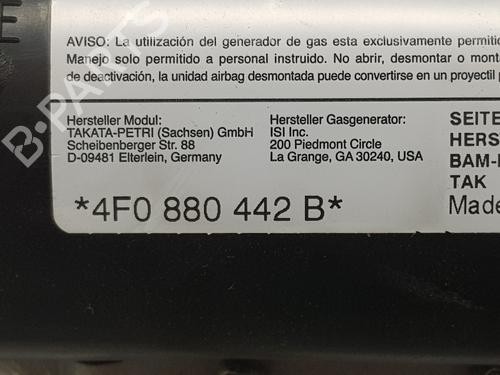 E
AVISO: La utilización del generador de gas esta exclusivamente permitid
Manejo solo permitido a personal instruido. No abrir, desmontar o mont
de deactivación, la unidad airbag desmontada puede convertirse en un proyectil
Hersteller Modul:
TAKATA-PETRI (Sachsen) GmbH
Scheibenberger Str. 88
D-09481 Elterlein, Germany
Hersteller Gasgenerator:
ISI Inc.
200 Piedmont Circle
La Grange, GA 30240, USA
SEITE
HERS
BAM-
TAK
Made
*4F0 880 442 B*
B-PARTS